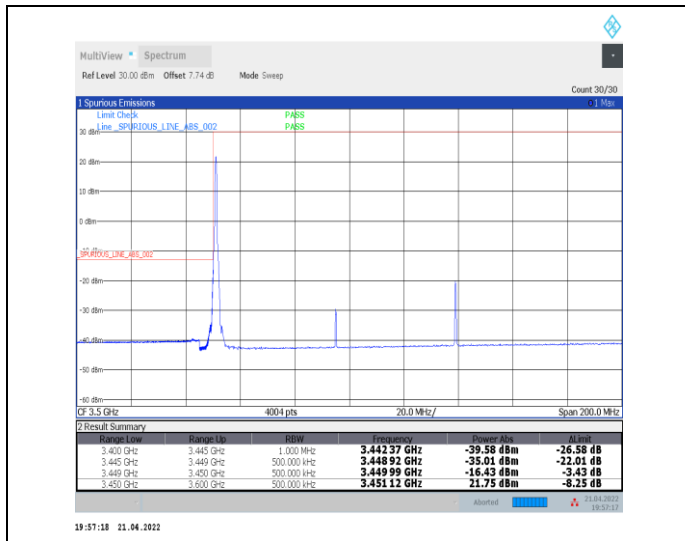 MultiView Spectrum
Ref Level 30.00 dBm Offset 7.74 dB Mode Sweep
Count 30/30
1 Spurious Emissions 1 Max
Limit Check PASS
Line _SPURIOUS_LINE_ABS_002 PASS
30 dBm
20 dBm
10 dBm
0 dBm
-10 dBm
_SPURIOUS_LINE_ABS_002
-20 dBm
-30 dBm
-40 dBm
-50 dBm
-60 dBm
CF 3.5 GHz 4004 pts 20.0 MHz/ Span 200.0 MHz
2 Result Summary
Range Low Range Up RBW Frequency Power Abs ΔLimit
3.400 GHz 3.445 GHz 1.000 MHz 3.442 37 GHz -39.58 dBm -26.58 dB
3.445 GHz 3.449 GHz 500.000 kHz 3.448 92 GHz -35.01 dBm -22.01 dB
3.449 GHz 3.450 GHz 500.000 kHz 3.449 99 GHz -16.43 dBm -3.43 dB
3.450 GHz 3.600 GHz 500.000 kHz 3.451 12 GHz 21.75 dBm -8.25 dB
Aborted 21.04.2022
19:57:17
19:57:18 21.04.2022